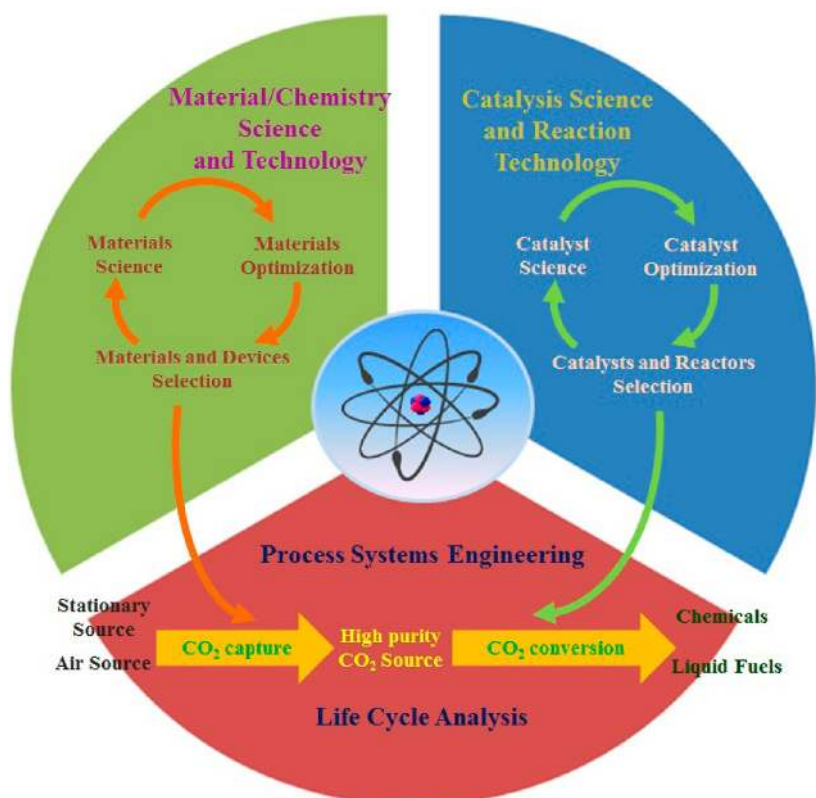 Material/Chemistry
Science
and Technology
Materials
Science
Materials
Optimization
Materials and Devices
Selection
Catalysis Science
and Reaction
Technology
Catalyst
Science
Catalyst
Optimization
Catalysts and Reactors
Selection
Process Systems Engineering
Stationary
Source
Air Source
CO₂ capture
High purity
CO₂ Source
CO₂ conversion
Chemicals
Liquid Fuels
Life Cycle Analysis